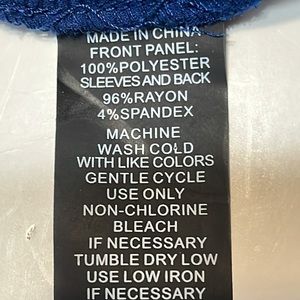 MADE IN CHINA
FRONT PANEL:
100%POLYESTER
SLEEVES AND BACK
96%RAYON
4%SPANDEX
MACHINE
WASH COLD
WITH LIKE COLORS
GENTLE CYCLE
USE ONLY
NON-CHLORINE
BLEACH
IF NECESSARY
TUMBLE DRY LOW
USE LOW IRON
IF NECESSARY